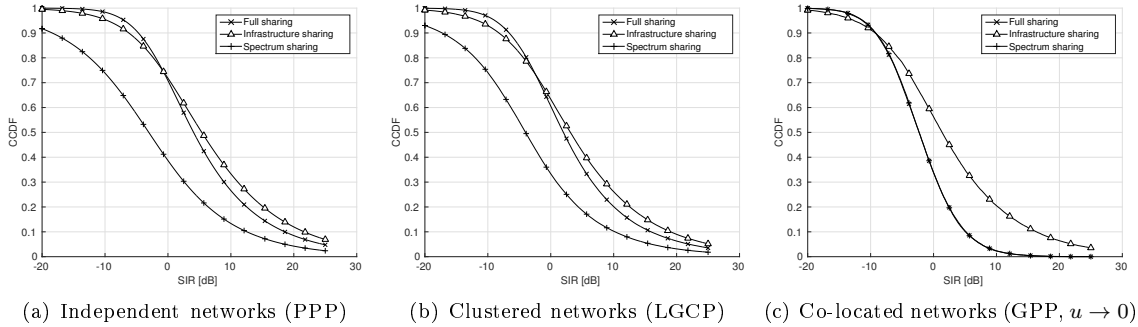 1
0.9
0.8
0.7
0.6
0.5
0.4
0.3
0.2
0.1
0
CCDF
-20
-10
0
10
20
30
SIR [dB]
Full sharing
Infrastructure sharing
Spectrum sharing
(a) Independent networks (PPP)
1
0.9
0.8
0.7
0.6
0.5
0.4
0.3
0.2
0.1
0
CCDF
-20
-10
0
10
20
30
SIR [dB]
Full sharing
Infrastructure sharing
Spectrum sharing
(b) Clustered networks (LGCP)
1
0.9
0.8
0.7
0.6
0.5
0.4
0.3
0.2
0.1
0
CCDF
-20
-10
0
10
20
30
SIR [dB]
Full sharing
Infrastructure sharing
Spectrum sharing
(c) Co-located networks (GPP, u → 0)